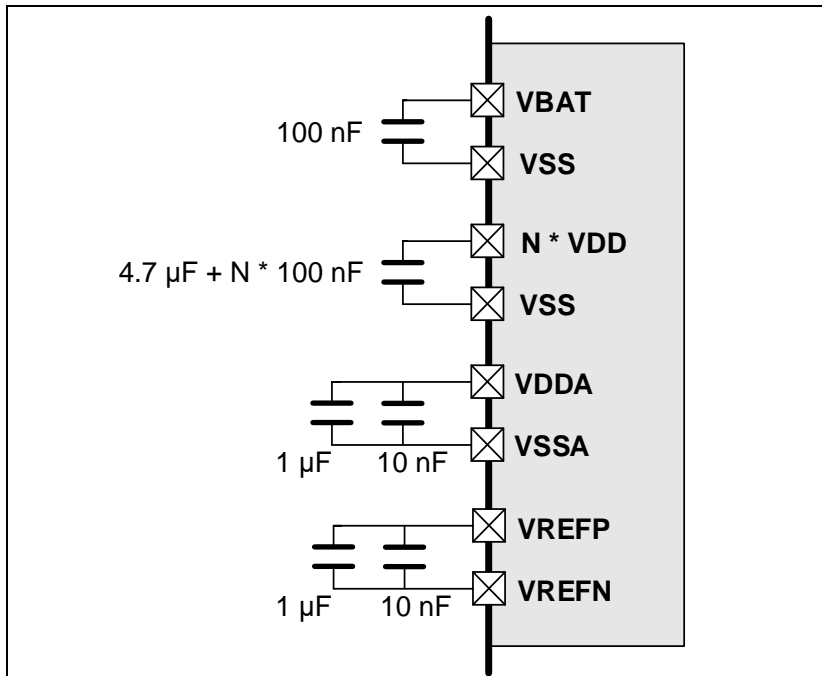 VBAT
100 nF
VSS
N * VDD
4.7 µF + N * 100 nF
VSS
VDDA
1 µF 10 nF
VSSA
VREFP
1 µF 10 nF
VREFN